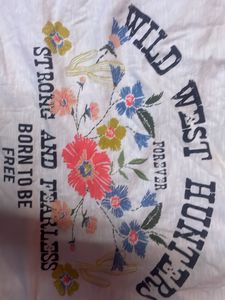 WILD WEST HUNTERS
FOREVER
STRONG AND FEARLESS
BORN TO BE
FREE